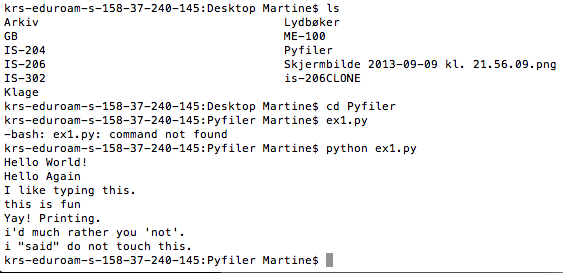 krs-eduroam-s-158-37-240-145:Desktop Martine$ ls
Arkiv                                   Lydbøker
GB                                      ME-100
IS-204                                  Pyfiler
IS-206                                  Skjermbilde 2013-09-09 kl. 21.56.09.png
IS-302                                  is-206CLONE
Klage
krs-eduroam-s-158-37-240-145:Desktop Martine$ cd Pyfiler
krs-eduroam-s-158-37-240-145:Pyfiler Martine$ ex1.py
-bash: ex1.py: command not found
krs-eduroam-s-158-37-240-145:Pyfiler Martine$ python ex1.py
Hello World!
Hello Again
I like typing this.
this is fun
Yay! Printing.
i'd much rather you 'not'.
i "said" do not touch this.
krs-eduroam-s-158-37-240-145:Pyfiler Martine$